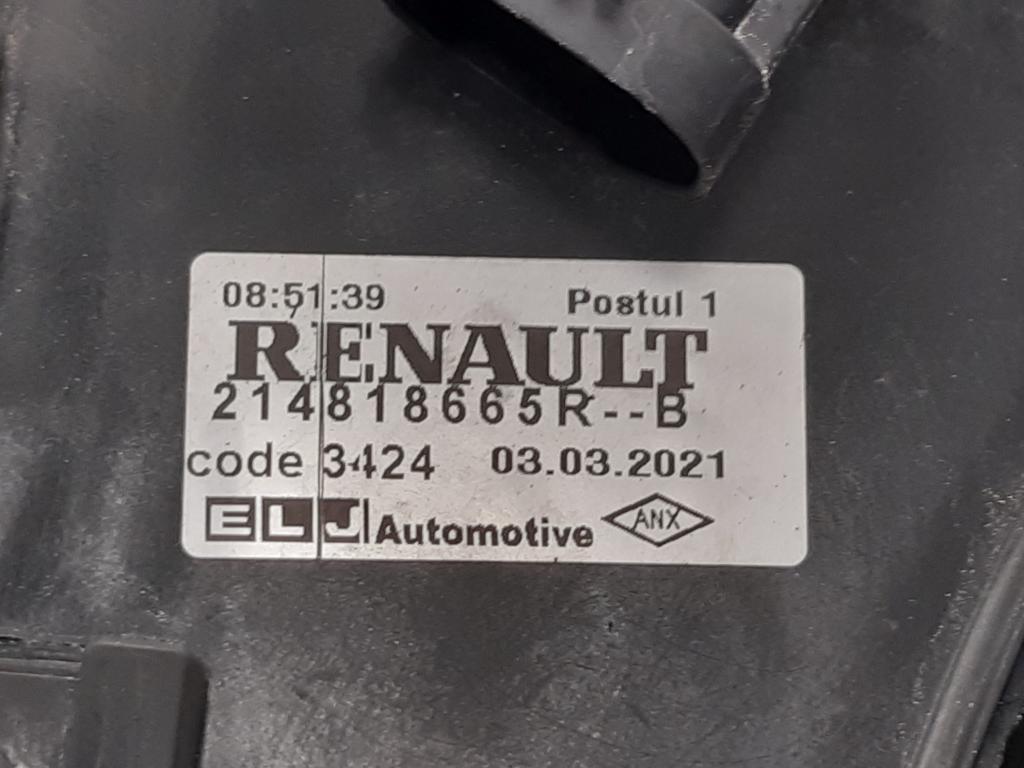 08:51:39 Postul 1
RENAULT
214818665R--B
code 3424 03.03.2021
ELJ Automotive ANX